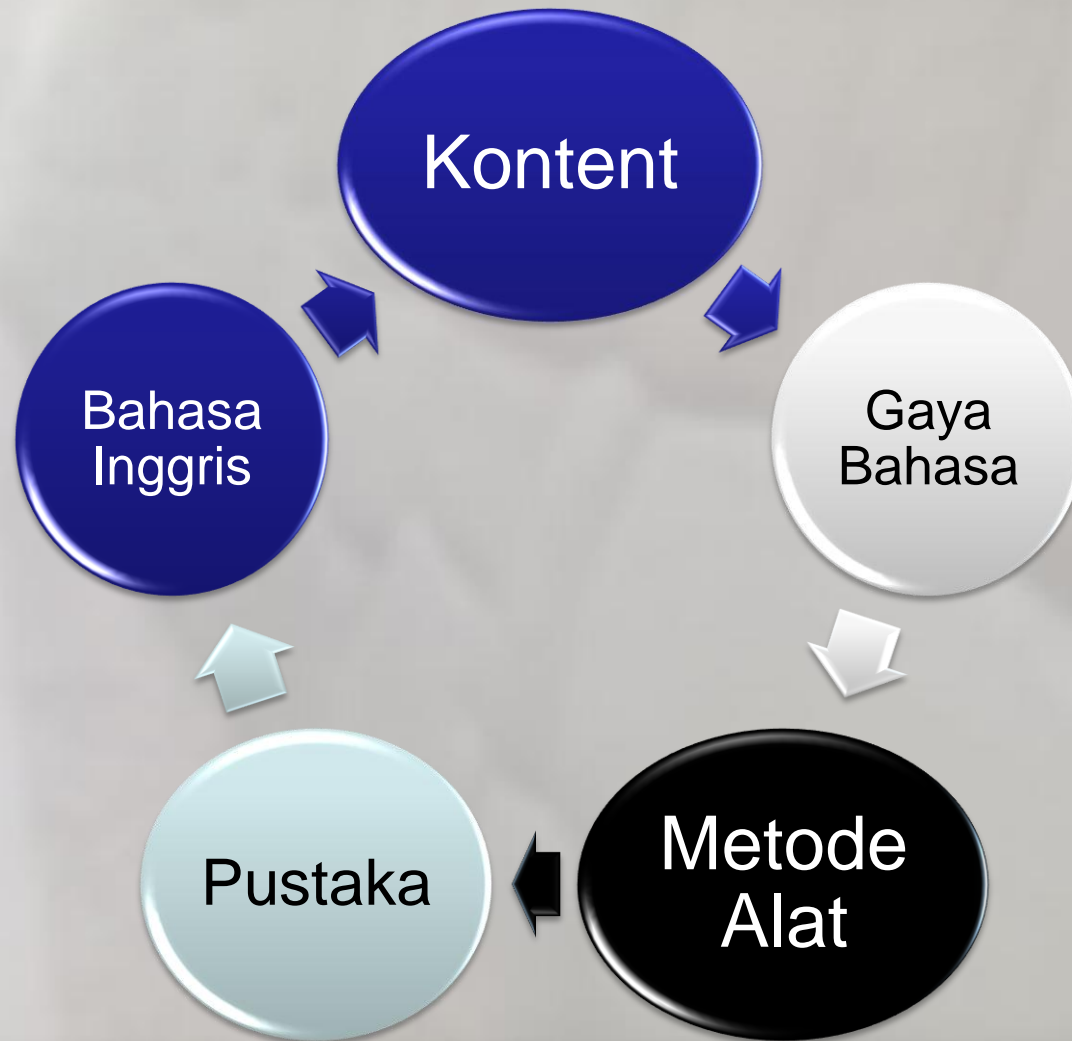 Kontent
Gaya
Bahasa
Metode
Alat
Pustaka
Bahasa
Inggris